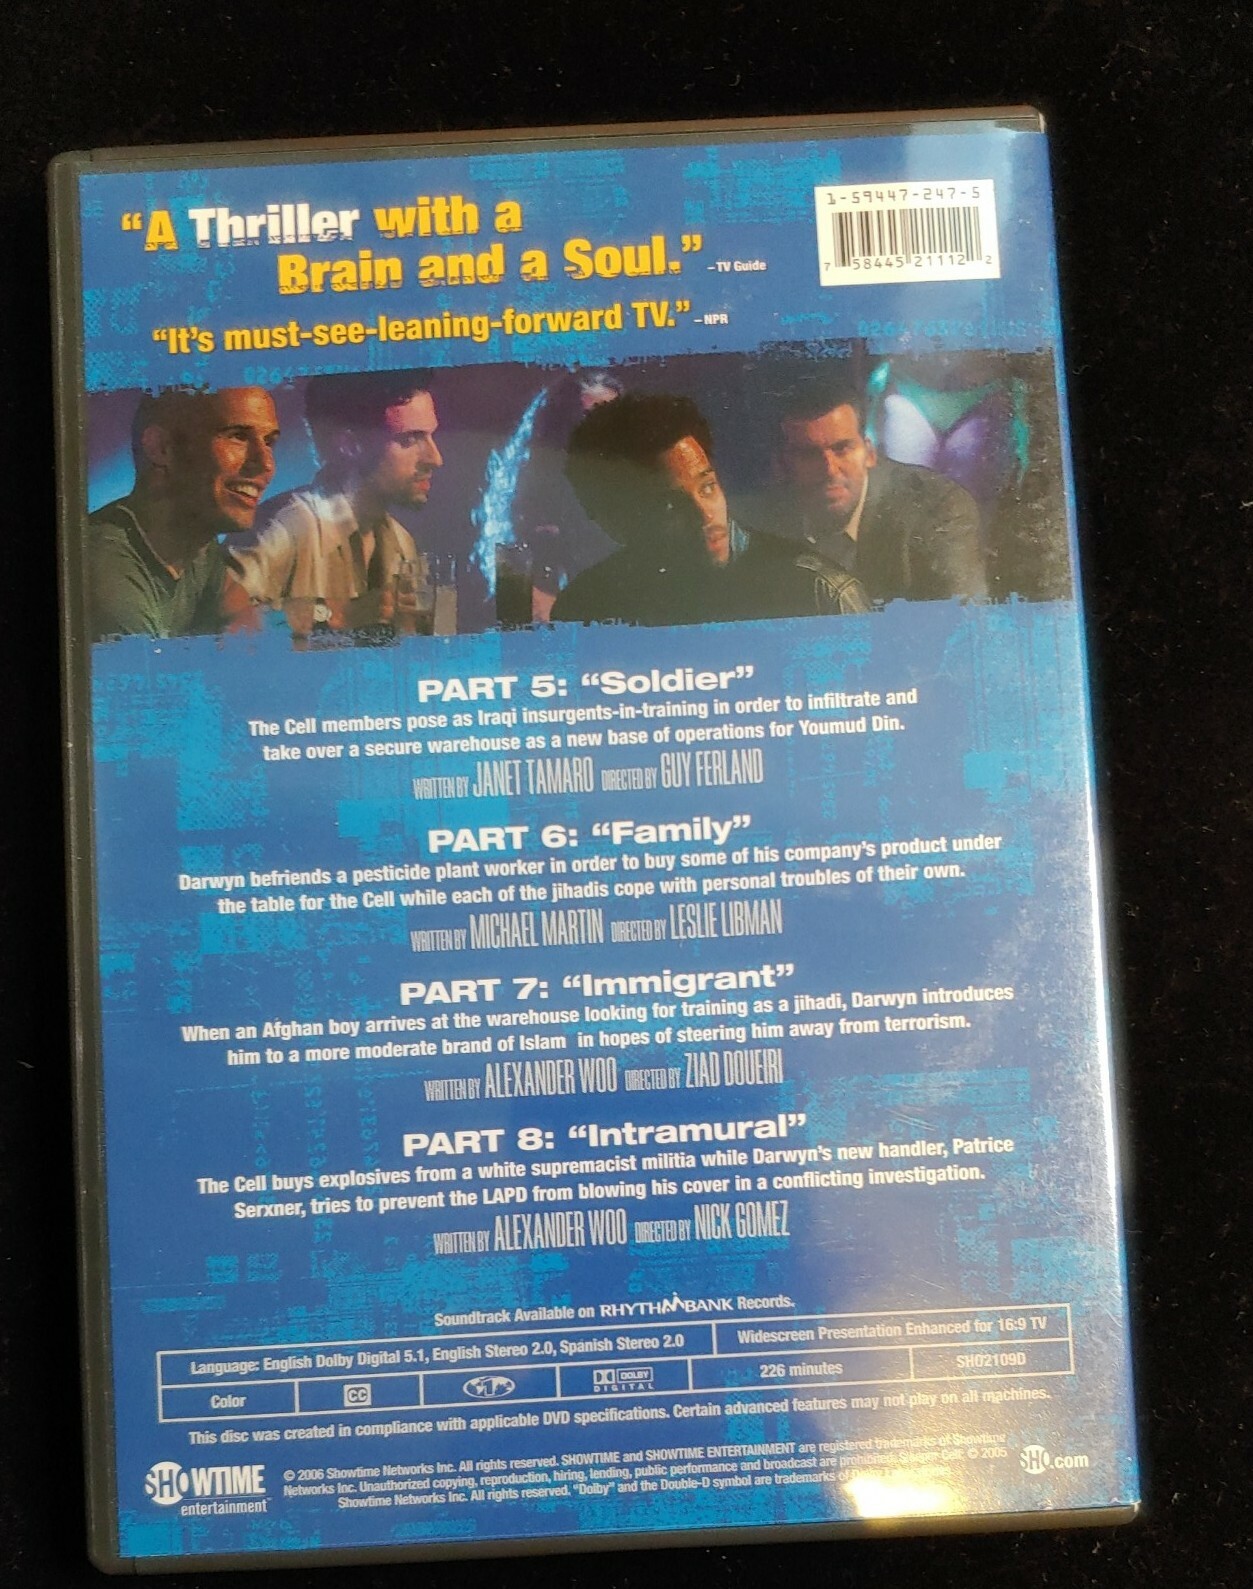 “A Thriller with a
Brain and a Soul.” –TV Guide
1-59447-247-5
7 58445 21112 2
“It’s must-see-leaning-forward TV.” –NPR
PART 5: “Soldier”
The Cell members pose as Iraqi insurgents-in-training in order to infiltrate and
take over a secure warehouse as a new base of operations for Youmud Din.
WRITTEN BY JANET TAMARO DIRECTED BY GUY FERLAND
PART 6: “Family”
Darwyn befriends a pesticide plant worker in order to buy some of his company’s product under
the table for the Cell while each of the jihadis cope with personal troubles of their own.
WRITTEN BY MICHAEL MARTIN DIRECTED BY LESLIE LIBMAN
PART 7: “Immigrant”
When an Afghan boy arrives at the warehouse looking for training as a jihadi, Darwyn introduces
him to a more moderate brand of Islam in hopes of steering him away from terrorism.
WRITTEN BY ALEXANDER WOO DIRECTED BY ZIAD DOUEIRI
PART 8: “Intramural”
The Cell buys explosives from a white supremacist militia while Darwyn’s new handler, Patrice
Serxner, tries to prevent the LAPD from blowing his cover in a conflicting investigation.
WRITTEN BY ALEXANDER WOO DIRECTED BY NICK GOMEZ
Soundtrack Available on RHYTHMBANK Records.
Language: English Dolby Digital 5.1, English Stereo 2.0, Spanish Stereo 2.0
Widescreen Presentation Enhanced for 16:9 TV
Color
CC
1
DOLBY DIGITAL
226 minutes
SHO2109D
This disc was created in compliance with applicable DVD specifications. Certain advanced features may not play on all machines.
SHOWTIME
entertainment
© 2006 Showtime Networks Inc. All rights reserved. SHOWTIME and SHOWTIME ENTERTAINMENT are registered trademarks of Showtime
Networks Inc. Unauthorized copying, reproduction, hiring, lending, public performance and broadcast are prohibited. Sleeper Cell: © 2005
Showtime Networks Inc. All rights reserved. “Dolby” and the Double-D symbol are trademarks of
SHO.com